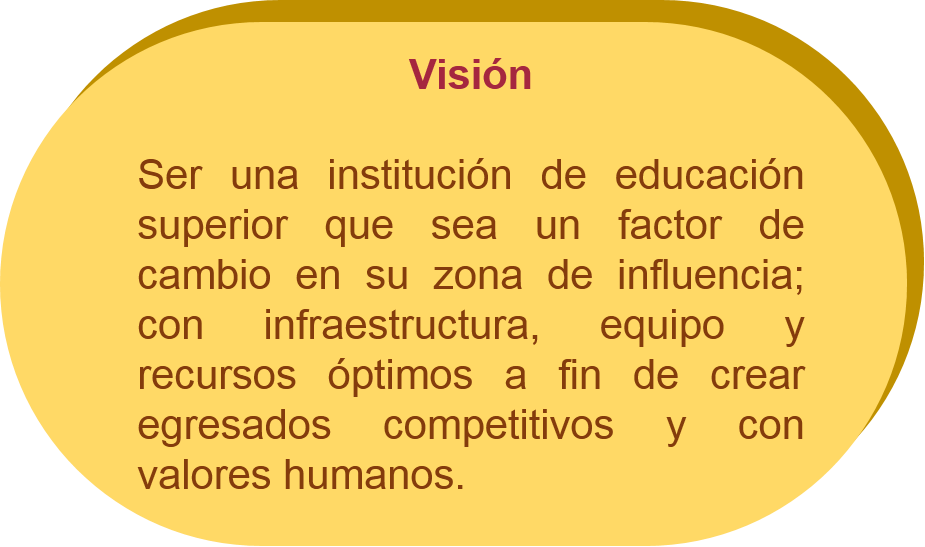 Visión
Ser una institución de educación
superior que sea un factor de
cambio en su zona de influencia;
con infraestructura, equipo y
recursos óptimos a fin de crear
egresados competitivos y con
valores humanos.